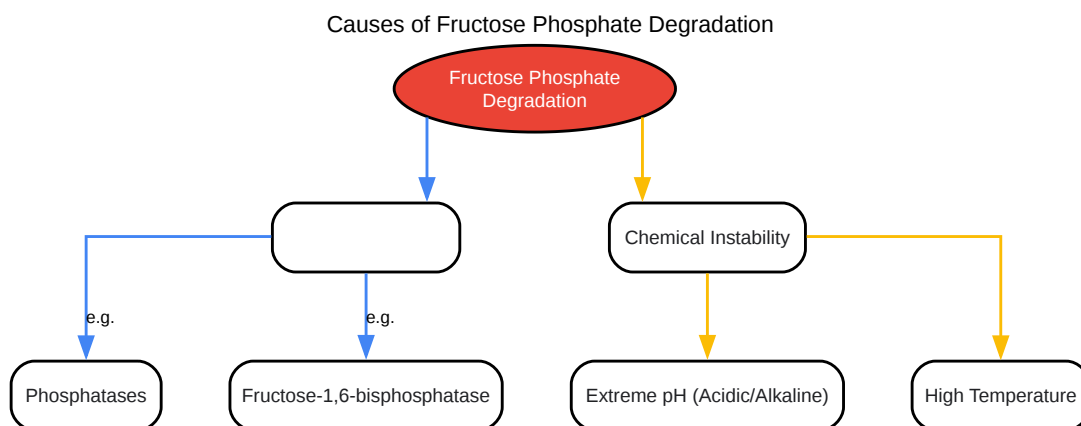 Causes of Fructose Phosphate Degradation
Fructose Phosphate
Degradation
Chemical Instability
e.g.
e.g.
Phosphatases
Fructose-1,6-bisphosphatase
Extreme pH (Acidic/Alkaline)
High Temperature